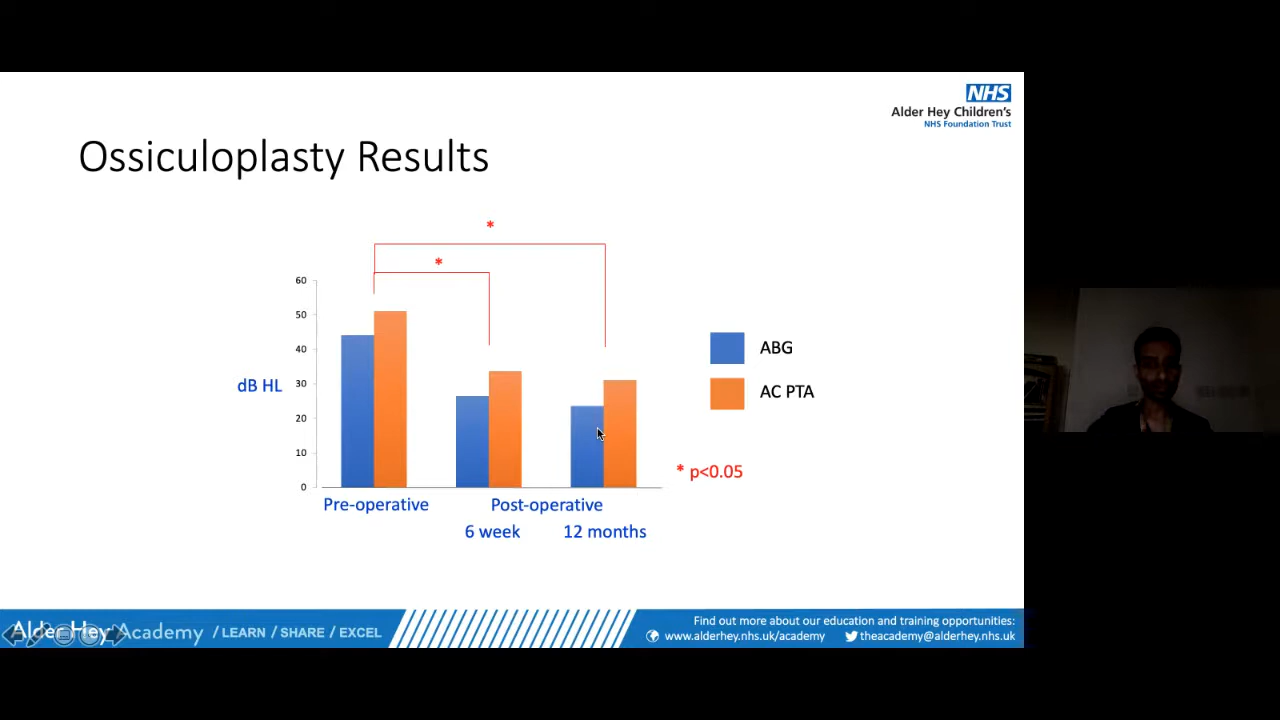 NHS
Alder Hey Children's
NHS Foundation Trust
Ossiculoplasty Results
*
*
60
50
40
30
20
10
0
dB HL
ABG
AC PTA
* p<0.05
Pre-operative
Post-operative
6 week
12 months
Alder Hey Academy / LEARN / SHARE / EXCEL
Find out more about our education and training opportunities:
www.alderhey.nhs.uk/academy theacademy@alderhey.nhs.uk